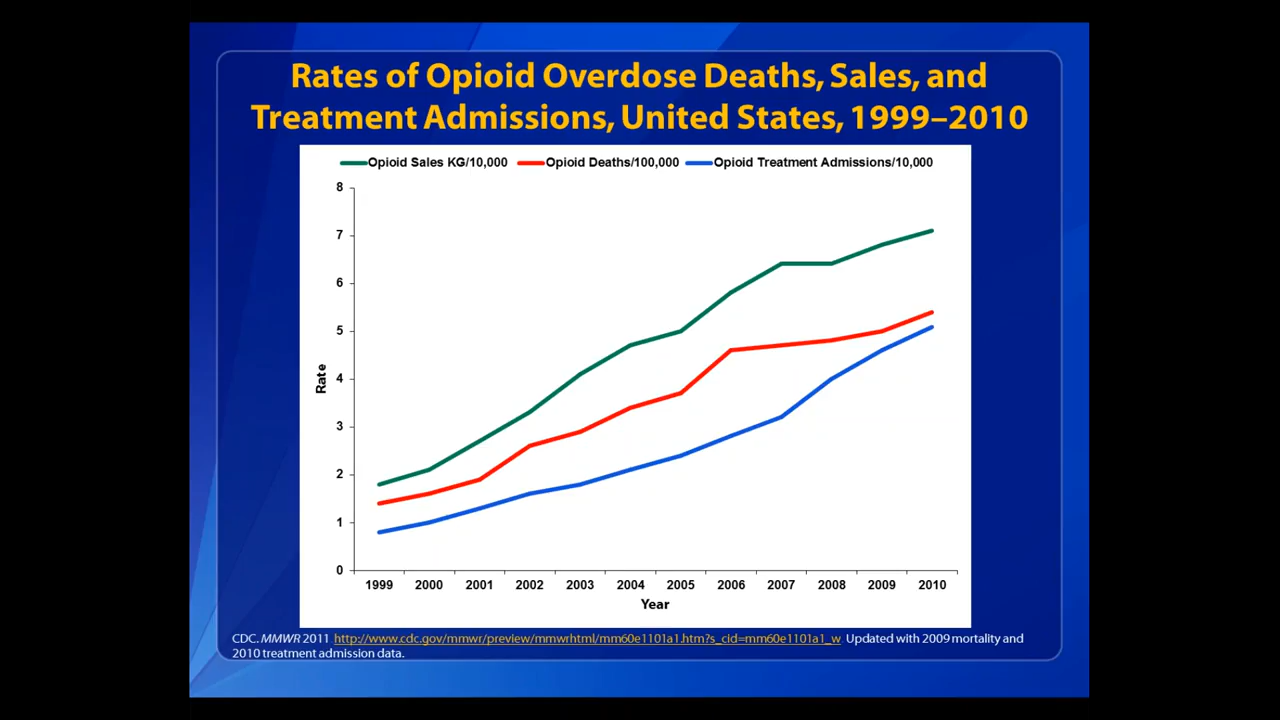 Rates of Opioid Overdose Deaths, Sales, and
Treatment Admissions, United States, 1999–2010
Opioid Sales KG/10,000 Opioid Deaths/100,000 Opioid Treatment Admissions/10,000
8
7
6
5
4
3
2
1
0
Rate
1999 2000 2001 2002 2003 2004 2005 2006 2007 2008 2009 2010
Year
CDC. MMWR 2011 http://www.cdc.gov/mmwr/preview/mmwrhtml/mm60e1101a1.htm?s_cid=mm60e1101a1_w. Updated with 2009 mortality and
2010 treatment admission data.